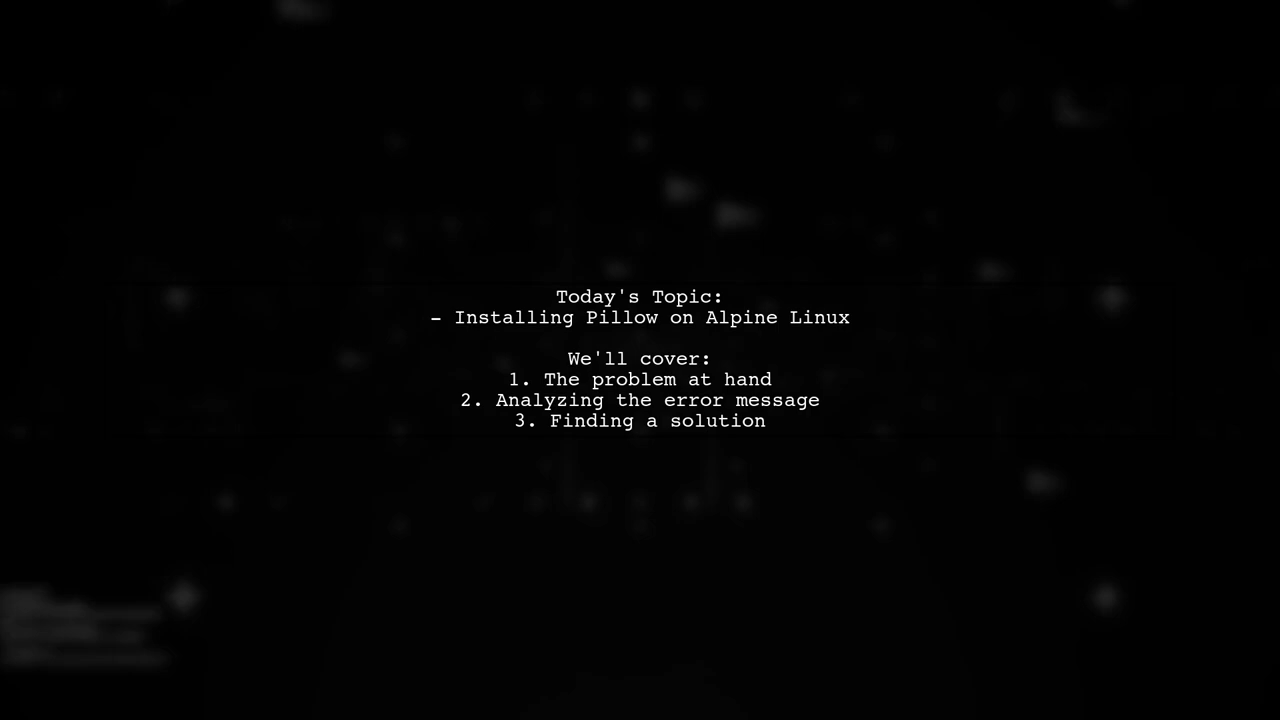 Today's Topic:
- Installing Pillow on Alpine Linux
We'll cover:
1. The problem at hand
2. Analyzing the error message
3. Finding a solution